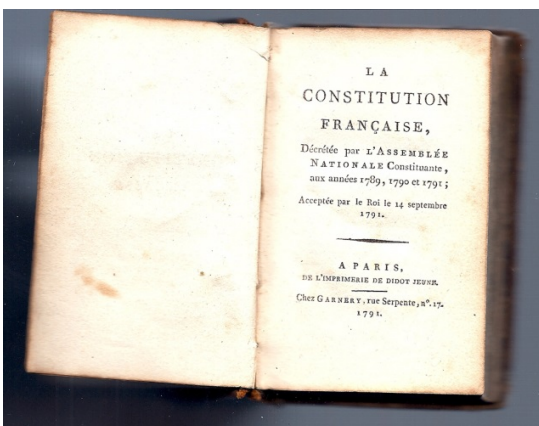 LA
CONSTITUTION
FRANÇAISE,
Décrétée par L'ASSEMBLÉE
NATIONALE Constituante,
aux années 1789, 1790 et 1791;
Acceptée par le Roi le 14 septembre
1791.
A PARIS,
DE L'IMPRIMERIE DE DIDOT JEUNE.
Chez GARNERY, rue Serpente, n°. 17.
1791.